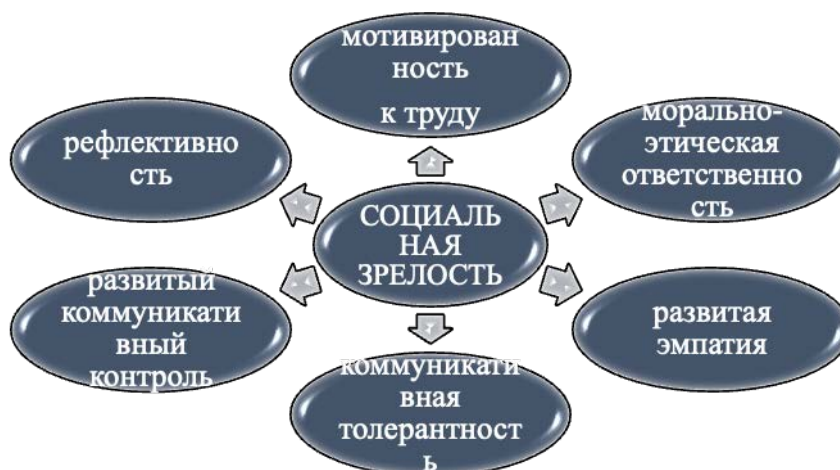 мотивирован
ность
к труду
морально-
этическая
ответственно
сть
рефлективно
сть
СОЦИАЛЬ
НАЯ
ЗРЕЛОСТЬ
развитый
коммуникати
вный
контроль
развитая
эмпатия
коммуникати
вная
толерантност
ь